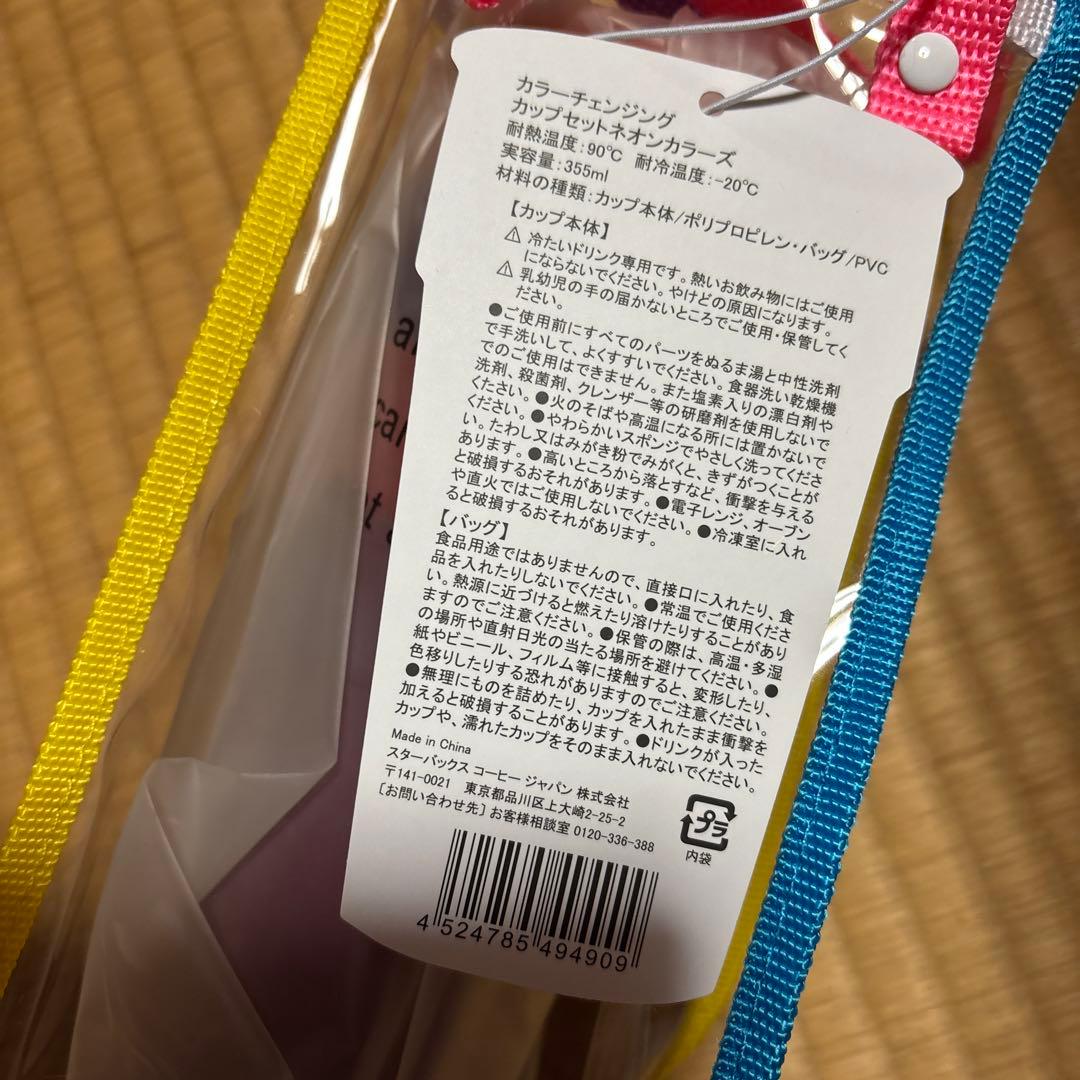 カラーチェンジング
カップセットネオンカラーズ
耐熱温度:90℃ 耐冷温度:-20℃
実容量:355ml
材料の種類:カップ本体/ポリプロピレン・バッグ/PVC
【カップ本体】
⚠ 冷たいドリンク専用です。熱いお飲み物にはご使用
にならないでください。やけどの原因になります。
⚠ 乳幼児の手の届かないところでご使用・保管してく
ださい。
●ご使用前にすべてのパーツをぬるま湯と中性洗剤
で手洗いして、よくすすいでください。食器洗い乾燥機
でのご使用はできません。また塩素入りの漂白剤や
洗剤、殺菌剤、クレンザー等の研磨剤を使用しないで
ください。●火のそばや高温になる所には置かないで
ください。●やわらかいスポンジでやさしく洗ってくださ
い。たわし又はみがき粉でみがくと、きずがつくことが
あります。●高いところから落とすなど、衝撃を与える
と破損するおそれがあります。●電子レンジ、オーブン
や直火ではご使用しないでください。●冷凍室に入れ
ると破損するおそれがあります。
【バッグ】
食品用途ではありませんので、直接口に入れたり、食
品を入れたりしないでください。●常温でご使用くださ
い。熱源に近づけると燃えたり溶けたりすることがあり
ますのでご注意ください。●保管の際は、高温・多湿
の場所や直射日光の当たる場所を避けてください。●
紙やビニール、フィルム等に接触すると、変形したり、
色移りしたりする恐れがありますのでご注意ください。
●無理にものを詰めたり、カップを入れたまま衝撃を
加えると破損することがあります。●ドリンクが入った
カップや、濡れたカップをそのまま入れないでください。
Made in China
スターバックス コーヒー ジャパン 株式会社
〒141-0021 東京都品川区上大崎2-25-2
[お問い合わせ先] お客様相談室 0120-336-388
プラ
内袋
4 524785 494909